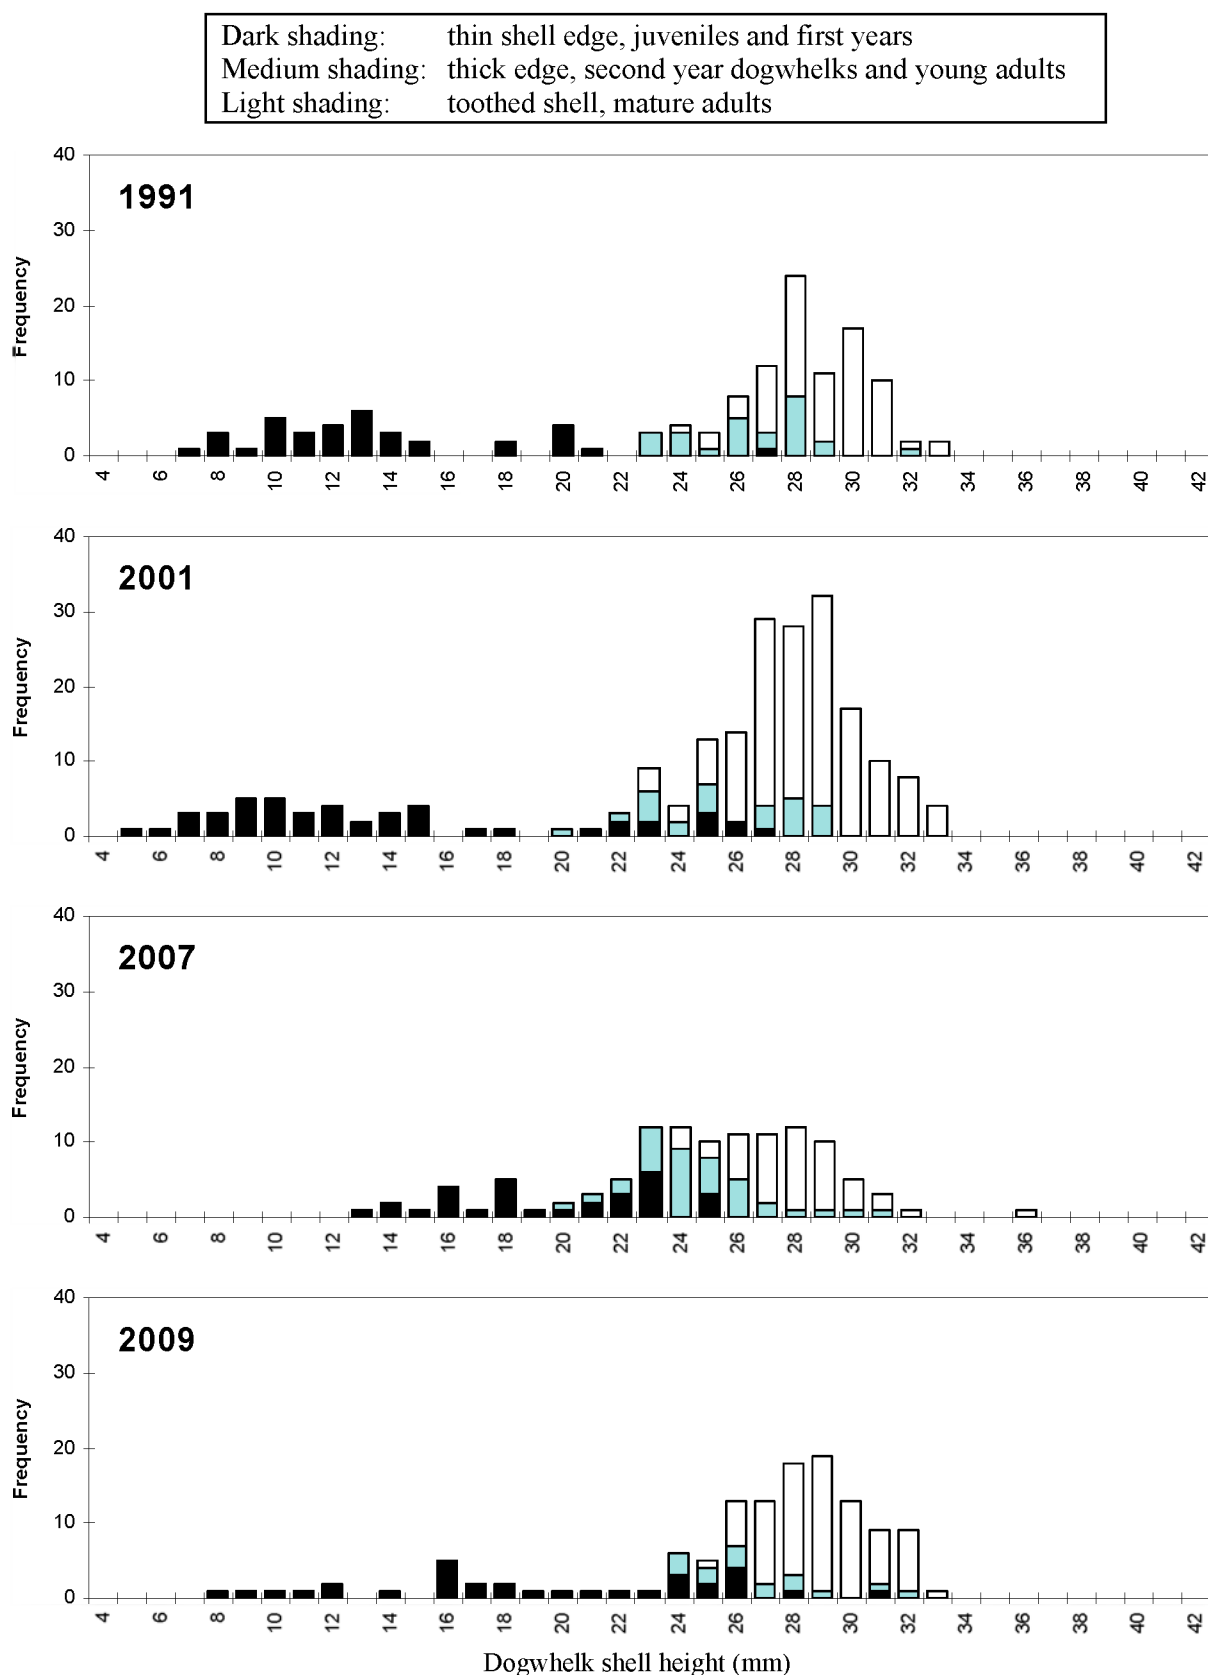 Dark shading: thin shell edge, juveniles and first years
Medium shading: thick edge, second year dogwhelks and young adults
Light shading: toothed shell, mature adults
40
30
20
10
0
Frequency
1991
4 6 8 10 12 14 16 18 20 22 24 26 28 30 32 34 36 38 40 42
40
30
20
10
0
Frequency
2001
4 6 8 10 12 14 16 18 20 22 24 26 28 30 32 34 36 38 40 42
40
30
20
10
0
Frequency
2007
4 6 8 10 12 14 16 18 20 22 24 26 28 30 32 34 36 38 40 42
40
30
20
10
0
Frequency
2009
4 6 8 10 12 14 16 18 20 22 24 26 28 30 32 34 36 38 40 42
Dogwhelk shell height (mm)